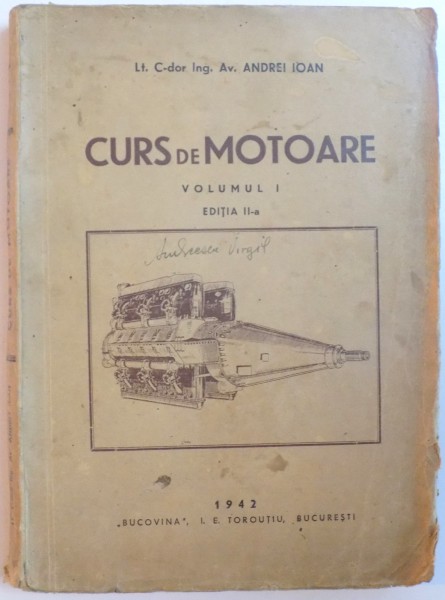 Lt. C-dor Ing. Av. ANDREI IOAN
CURS DE MOTOARE
VOLUMUL I
EDIȚIA II-a
Andreescu Virgil
1942
„BUCOVINA", I. E. TOROUȚIU, BUCUREȘTI